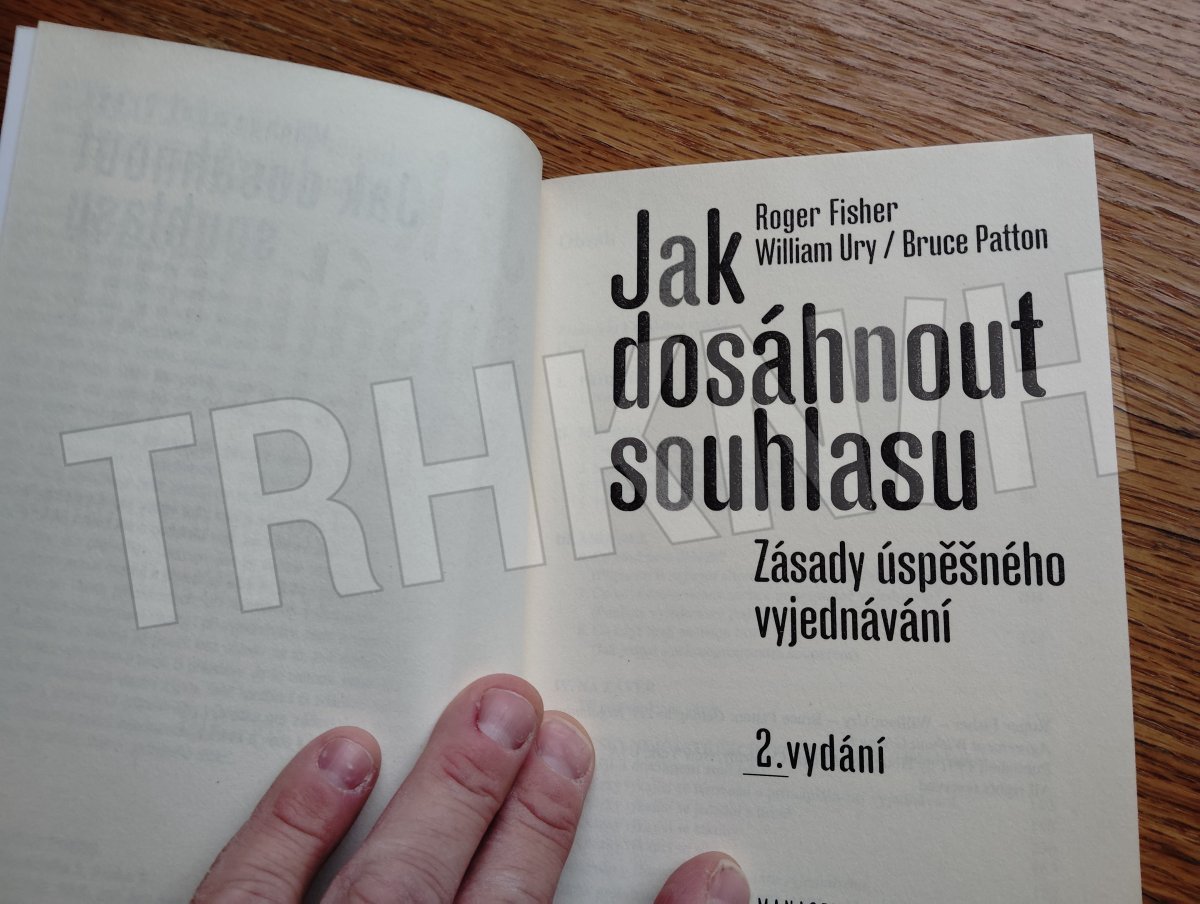 Roger Fisher
William Ury / Bruce Patton
Jak
dosáhnout
souhlasu
Zásady úspěšného
vyjednávání
2. vydání
TRHKNIH